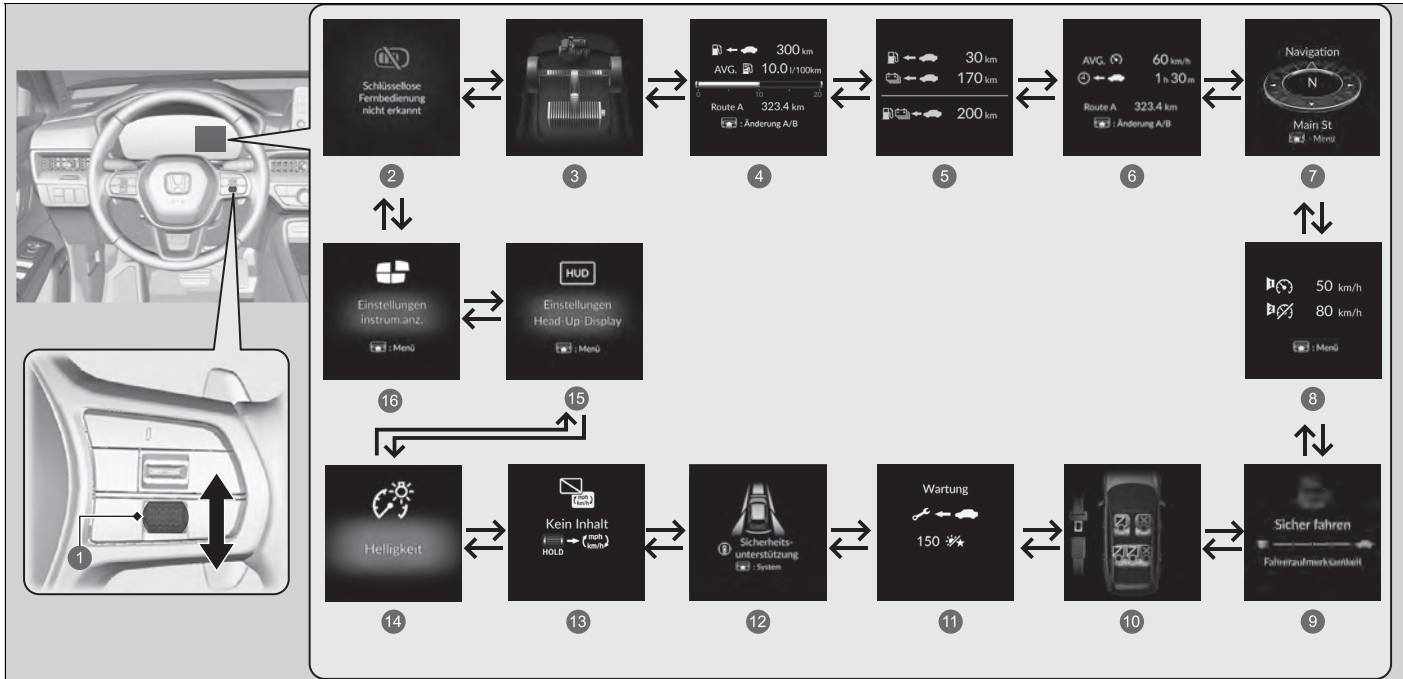 Schlüssellose
Fernbedienung
nicht erkannt
2
3
300 km
AVG. 10.0 l/100km
0 10 20
Route A 323.4 km
: Änderung A/B
4
30 km
170 km
200 km
5
AVG. 60 km/h
1 h 30 m
Route A 323.4 km
: Änderung A/B
6
Navigation
N
Main St
: Menü
7
Einstellungen
instrum.anz.
: Menü
16
HUD
Einstellungen
Head-Up-Display
: Menü
15
1 50 km/h
2 80 km/h
: Menü
8
1
Helligkeit
14
mph
km/h
Kein Inhalt
HOLD mph
km/h
13
Sicherheits-
unterstützung
: System
12
Wartung
150
11
10
Sicher fahren
Fahreraufmerksamkeit
9